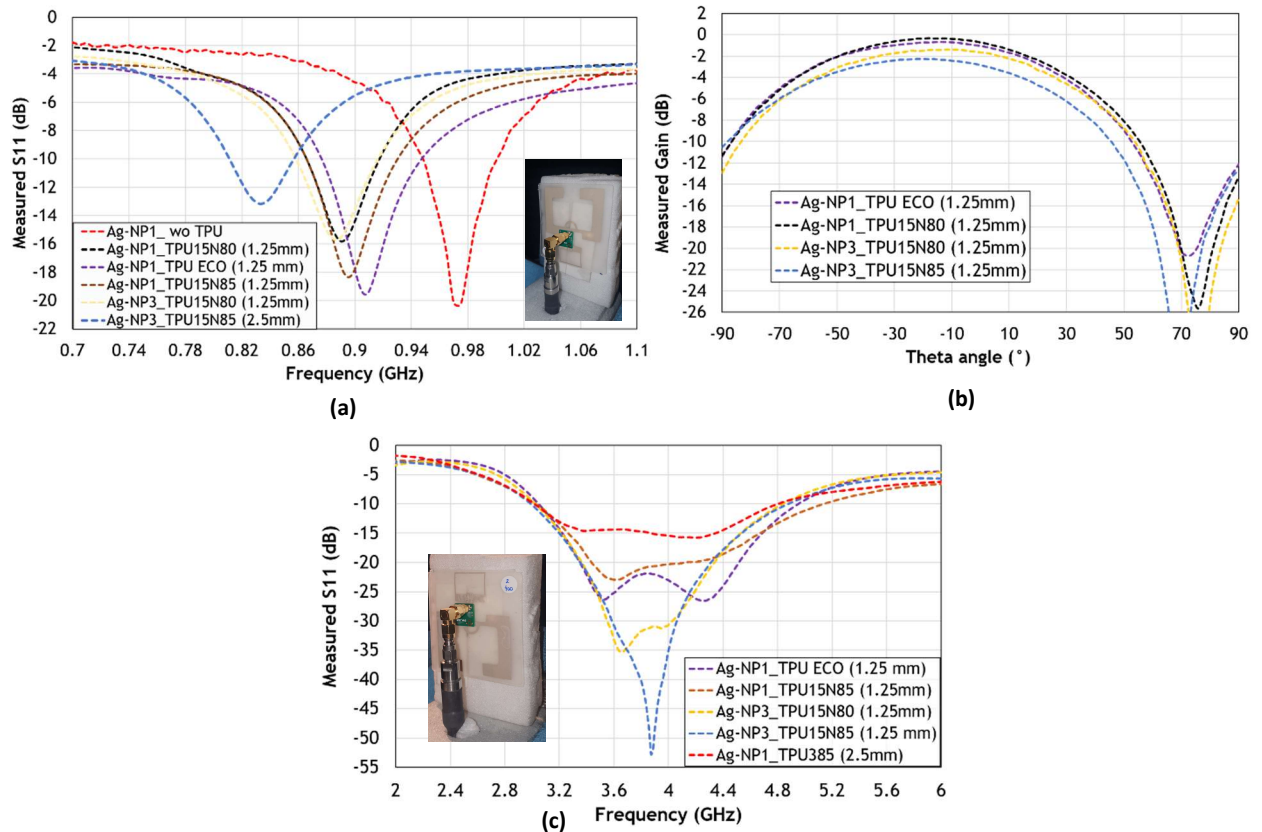 0
-2
-4
-6
-8
-10
-12
-14
-16
-18
-20
-22
Measured S11 (dB)
Ag-NP1_ wo TPU
Ag-NP1_TPU15N80 (1.25mm)
Ag-NP1_TPU ECO (1.25 mm)
Ag-NP1_TPU15N85 (1.25mm)
Ag-NP3_TPU15N80 (1.25mm)
Ag-NP3_TPU15N85 (2.5mm)
0.7 0.74 0.78 0.82 0.86 0.9 0.94 0.98 1.02 1.06 1.1
Frequency (GHz)
(a)
2
0
-2
-4
-6
-8
-10
-12
-14
-16
-18
-20
-22
-24
-26
Measured Gain (dB)
Ag-NP1_TPU ECO (1.25mm)
Ag-NP1_TPU15N80 (1.25mm)
Ag-NP3_TPU15N80 (1.25mm)
Ag-NP3_TPU15N85 (1.25mm)
-90 -70 -50 -30 -10 10 30 50 70 90
Theta angle (°)
(b)
0
-5
-10
-15
-20
-25
-30
-35
-40
-45
-50
-55
Measured S11 (dB)
Ag-NP1_TPU ECO (1.25 mm)
Ag-NP1_TPU15N85 (1.25mm)
Ag-NP3_TPU15N80 (1.25mm)
Ag-NP3_TPU15N85 (1.25 mm)
Ag-NP1_TPU385 (2.5mm)
2 2.4 2.8 3.2 3.6 4 4.4 4.8 5.2 5.6 6
Frequency (GHz)
(c)